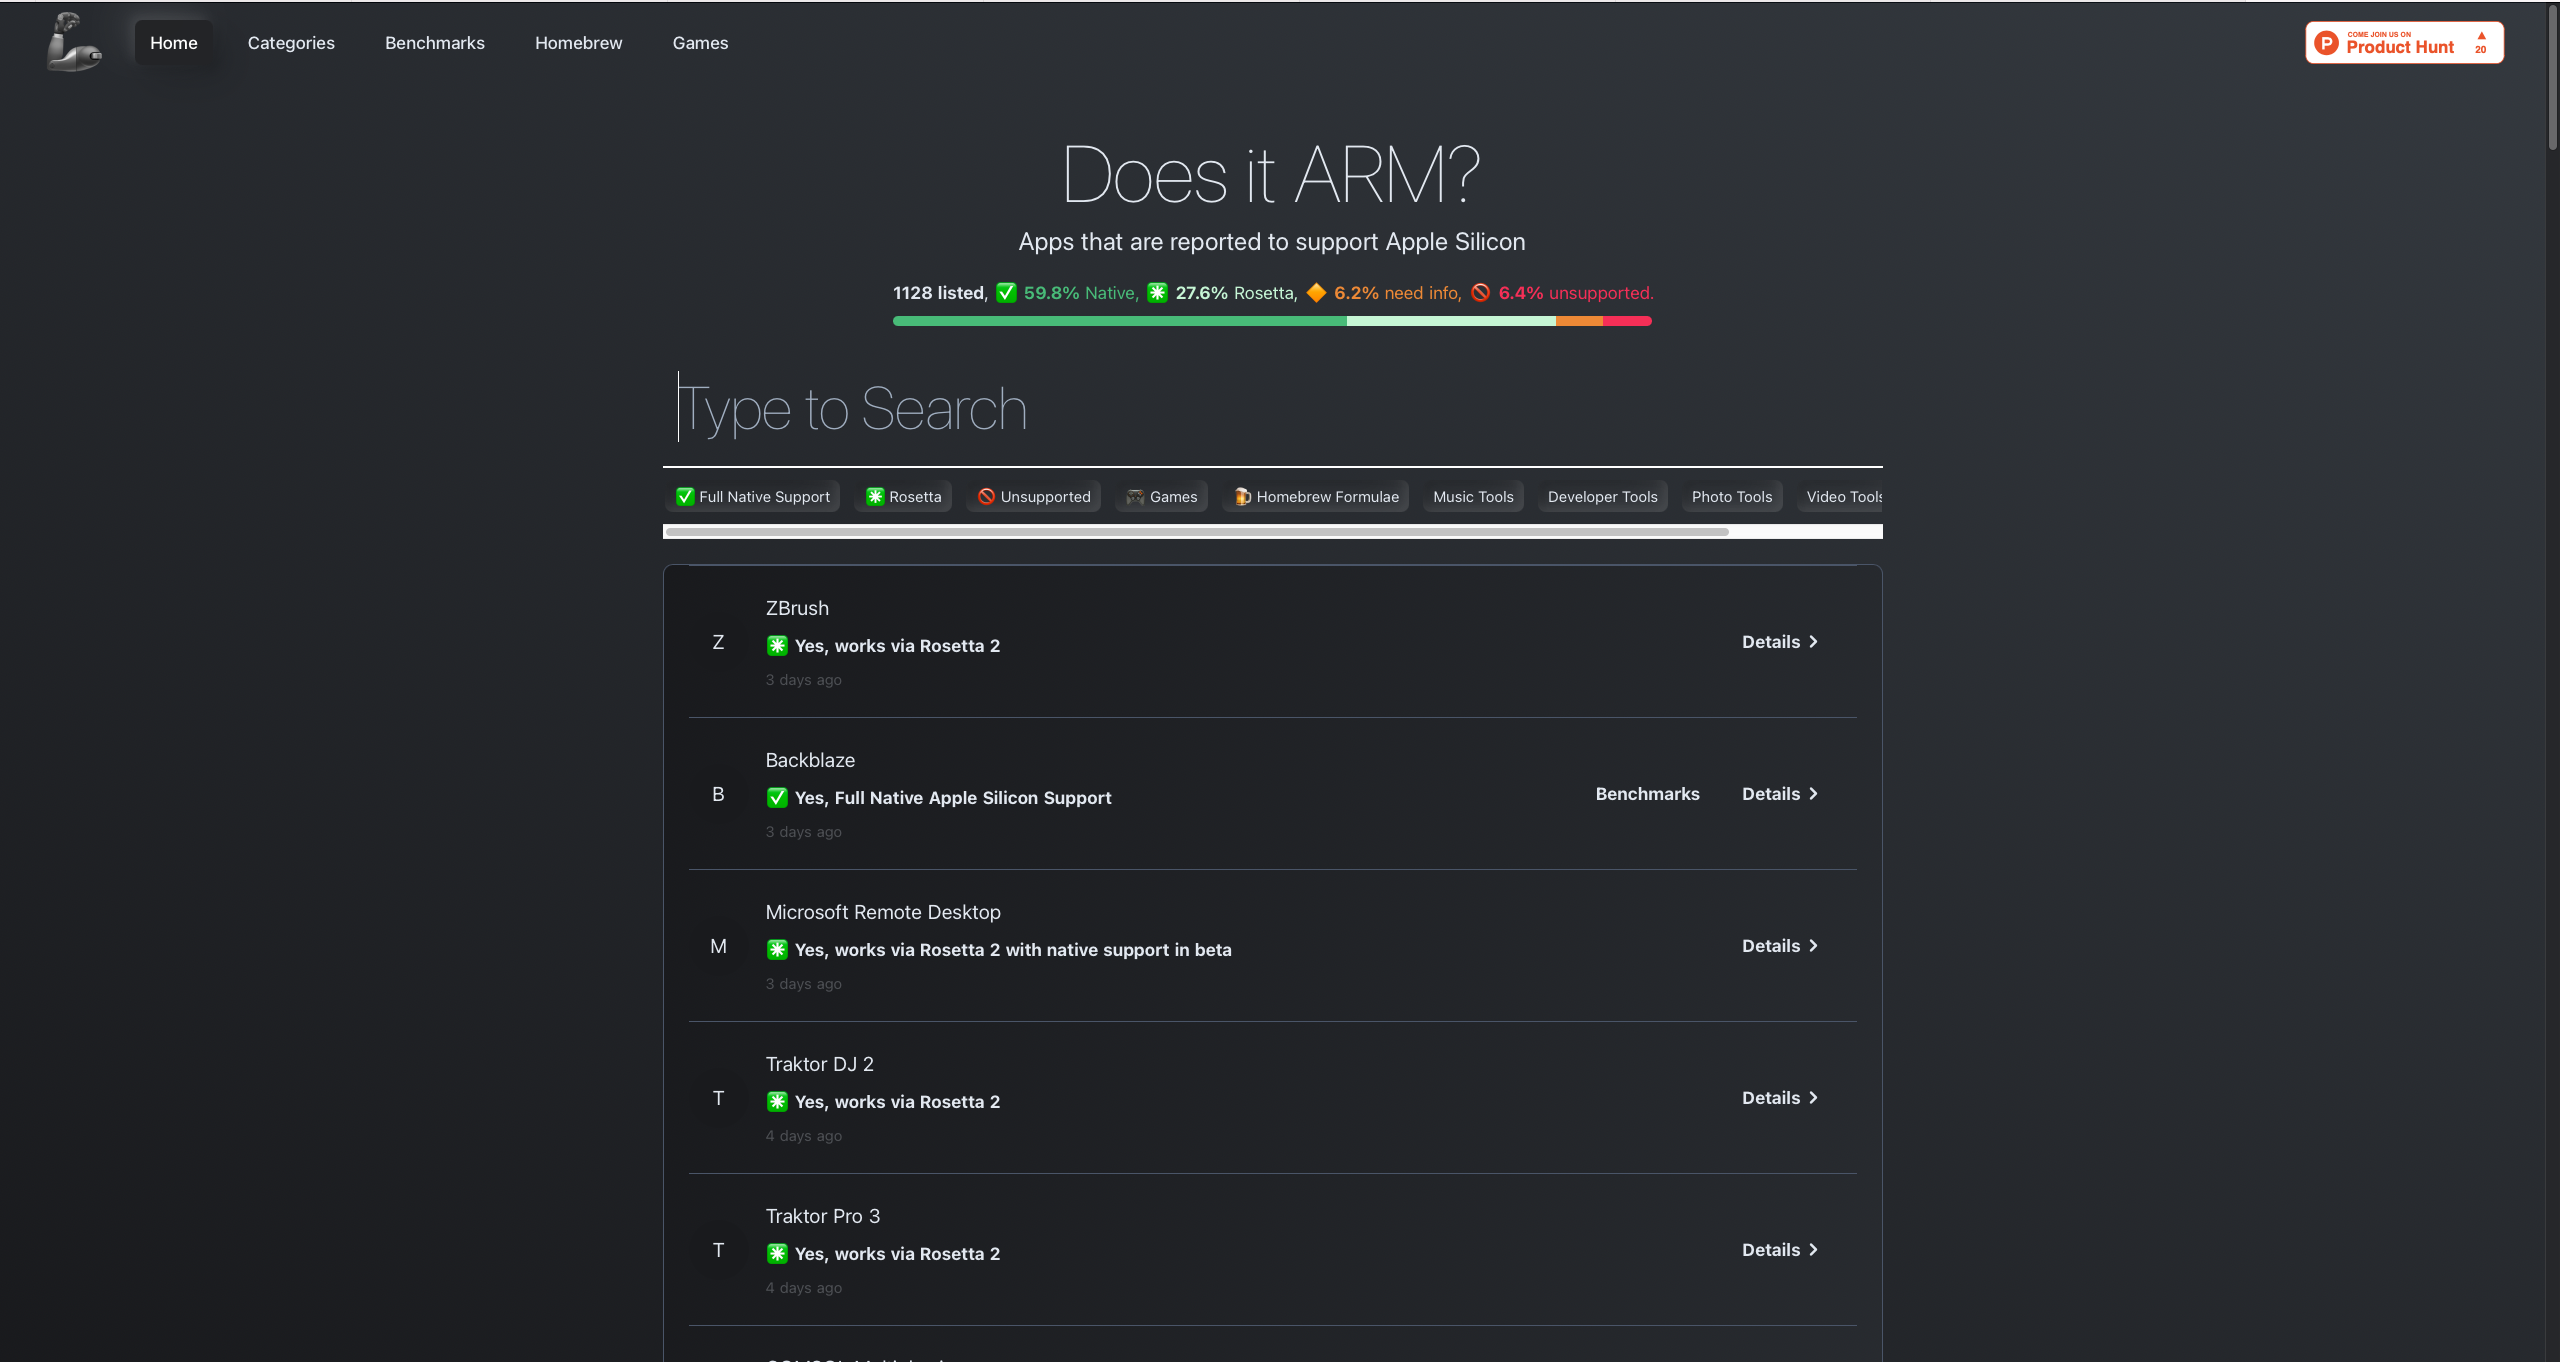 Home Categories Benchmarks Homebrew Games
COME JOIN US ON
Product Hunt
20
Does it ARM?
Apps that are reported to support Apple Silicon
1128 listed, ✅ 59.8% Native, ✳️ 27.6% Rosetta, 🔶 6.2% need info, 🚫 6.4% unsupported.
Type to Search
✅ Full Native Support ✳️ Rosetta 🚫 Unsupported 🎮 Games 🍺 Homebrew Formulae Music Tools Developer Tools Photo Tools Video Tools
ZBrush
Z
✳️ Yes, works via Rosetta 2
Details
3 days ago
Backblaze
B
✅ Yes, Full Native Apple Silicon Support
Benchmarks Details
3 days ago
Microsoft Remote Desktop
M
✳️ Yes, works via Rosetta 2 with native support in beta
Details
3 days ago
Traktor DJ 2
T
✳️ Yes, works via Rosetta 2
Details
4 days ago
Traktor Pro 3
T
✳️ Yes, works via Rosetta 2
Details
4 days ago